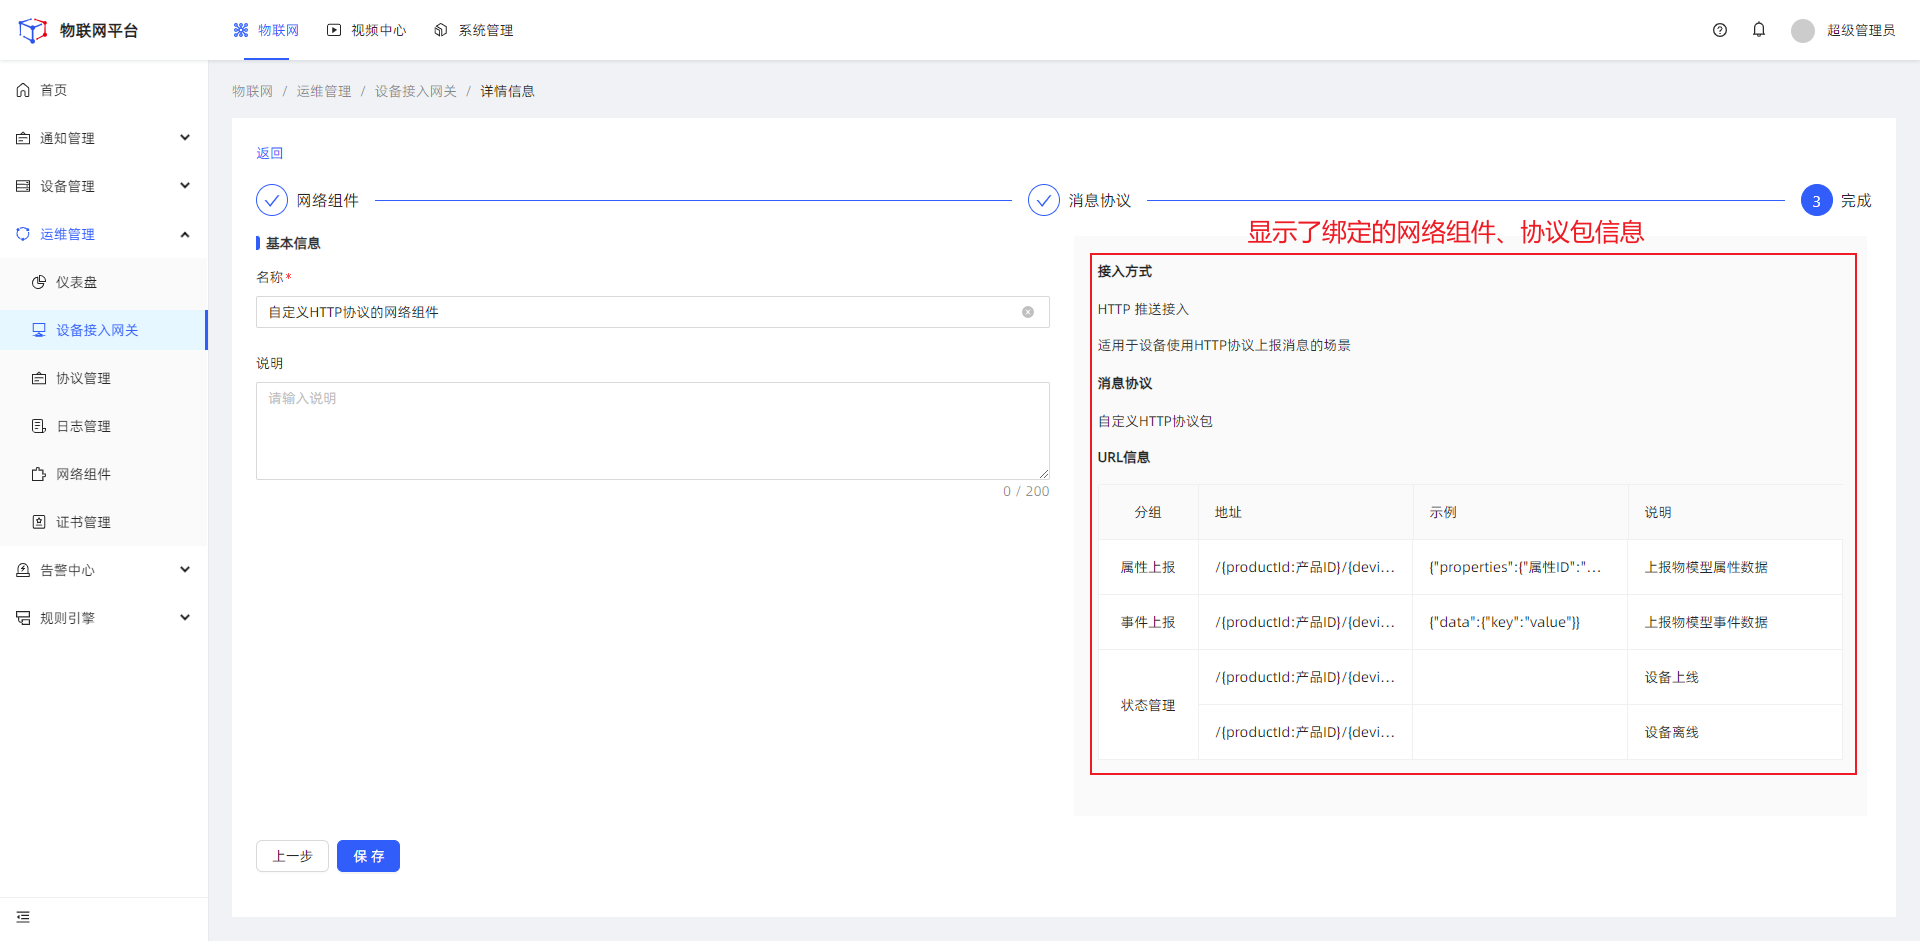 物联网平台
物联网
视频中心
系统管理
超级管理员
首页
通知管理
设备管理
运维管理
仪表盘
设备接入网关
协议管理
日志管理
网络组件
证书管理
告警中心
规则引擎
物联网 / 运维管理 / 设备接入网关 / 详情信息
返回
网络组件
消息协议
3 完成
显示了绑定的网络组件、协议包信息
基本信息
名称*
自定义HTTP协议的网络组件
说明
请输入说明
0 / 200
接入方式
HTTP 推送接入
适用于设备使用HTTP协议上报消息的场景
消息协议
自定义HTTP协议包
URL信息
分组 地址 示例 说明
属性上报 /{productId:产品ID}/{devi... {"properties":{"属性ID":"... 上报物模型属性数据
事件上报 /{productId:产品ID}/{devi... {"data":{"key":"value"}} 上报物模型事件数据
状态管理 /{productId:产品ID}/{devi... 设备上线
/{productId:产品ID}/{devi... 设备离线
上一步
保 存